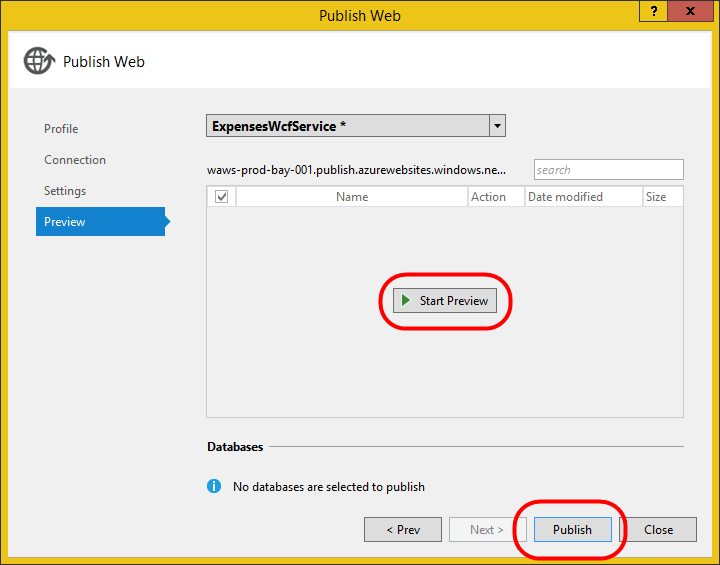 Publish Web
?
x
Publish Web
Profile
Connection
Settings
Preview
ExpensesWcfService *
waws-prod-bay-001.publish.azurewebsites.windows.ne...
search
Name Action Date modified Size
Start Preview
Databases
No databases are selected to publish
< Prev Next > Publish Close